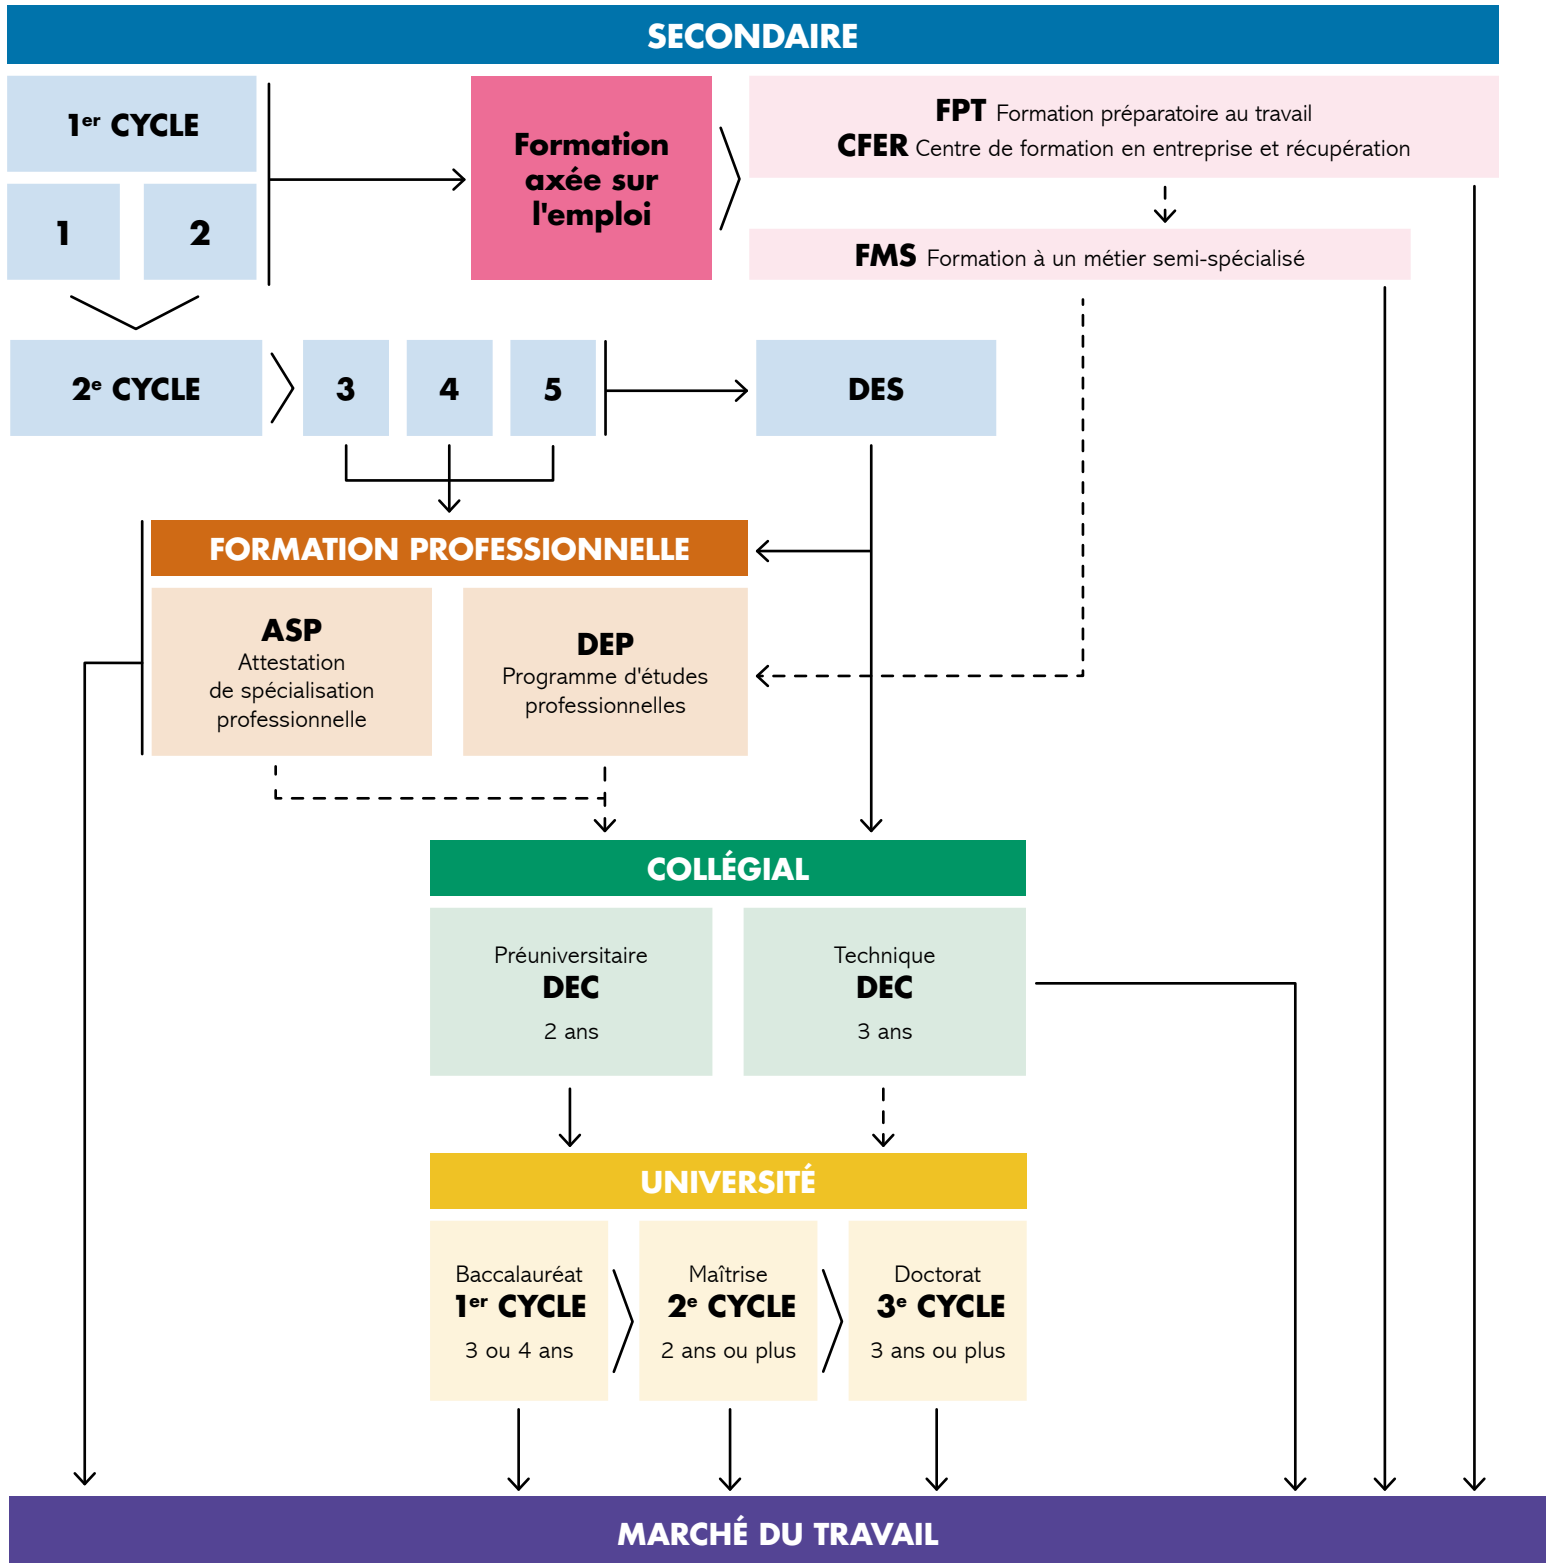 SECONDAIRE
1er CYCLE
1
2
Formation
axée sur
l'emploi
FPT Formation préparatoire au travail
CFER Centre de formation en entreprise et récupération
FMS Formation à un métier semi-spécialisé
2e CYCLE
3
4
5
DES
FORMATION PROFESSIONNELLE
ASP
Attestation
de spécialisation
professionnelle
DEP
Programme d'études
professionnelles
COLLÉGIAL
Préuniversitaire
DEC
2 ans
Technique
DEC
3 ans
UNIVERSITÉ
Baccalauréat
1er CYCLE
3 ou 4 ans
Maîtrise
2e CYCLE
2 ans ou plus
Doctorat
3e CYCLE
3 ans ou plus
MARCHÉ DU TRAVAIL